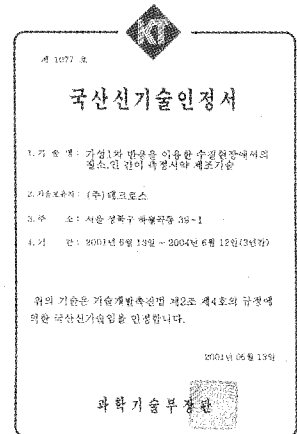 KT
제 1077 호
국산신기술인정서
1. 기 술 명 : 가성1차 반응을 이용한 수질현장에서의
질소,인 간이 측정시약 제조기술
2. 기술보유자 : (주)
3. 주 소 : 서울 성북구 하월곡동 39-1
4. 기 간 : 2001년 6월 13일 ~ 2004년 6월 12일(3년간)
위의 기술은 기술개발촉진법 제2조 제4호의 규정에
의한 국산신기술임을 인정합니다.
2001년 06월 13일
과학기술부장관